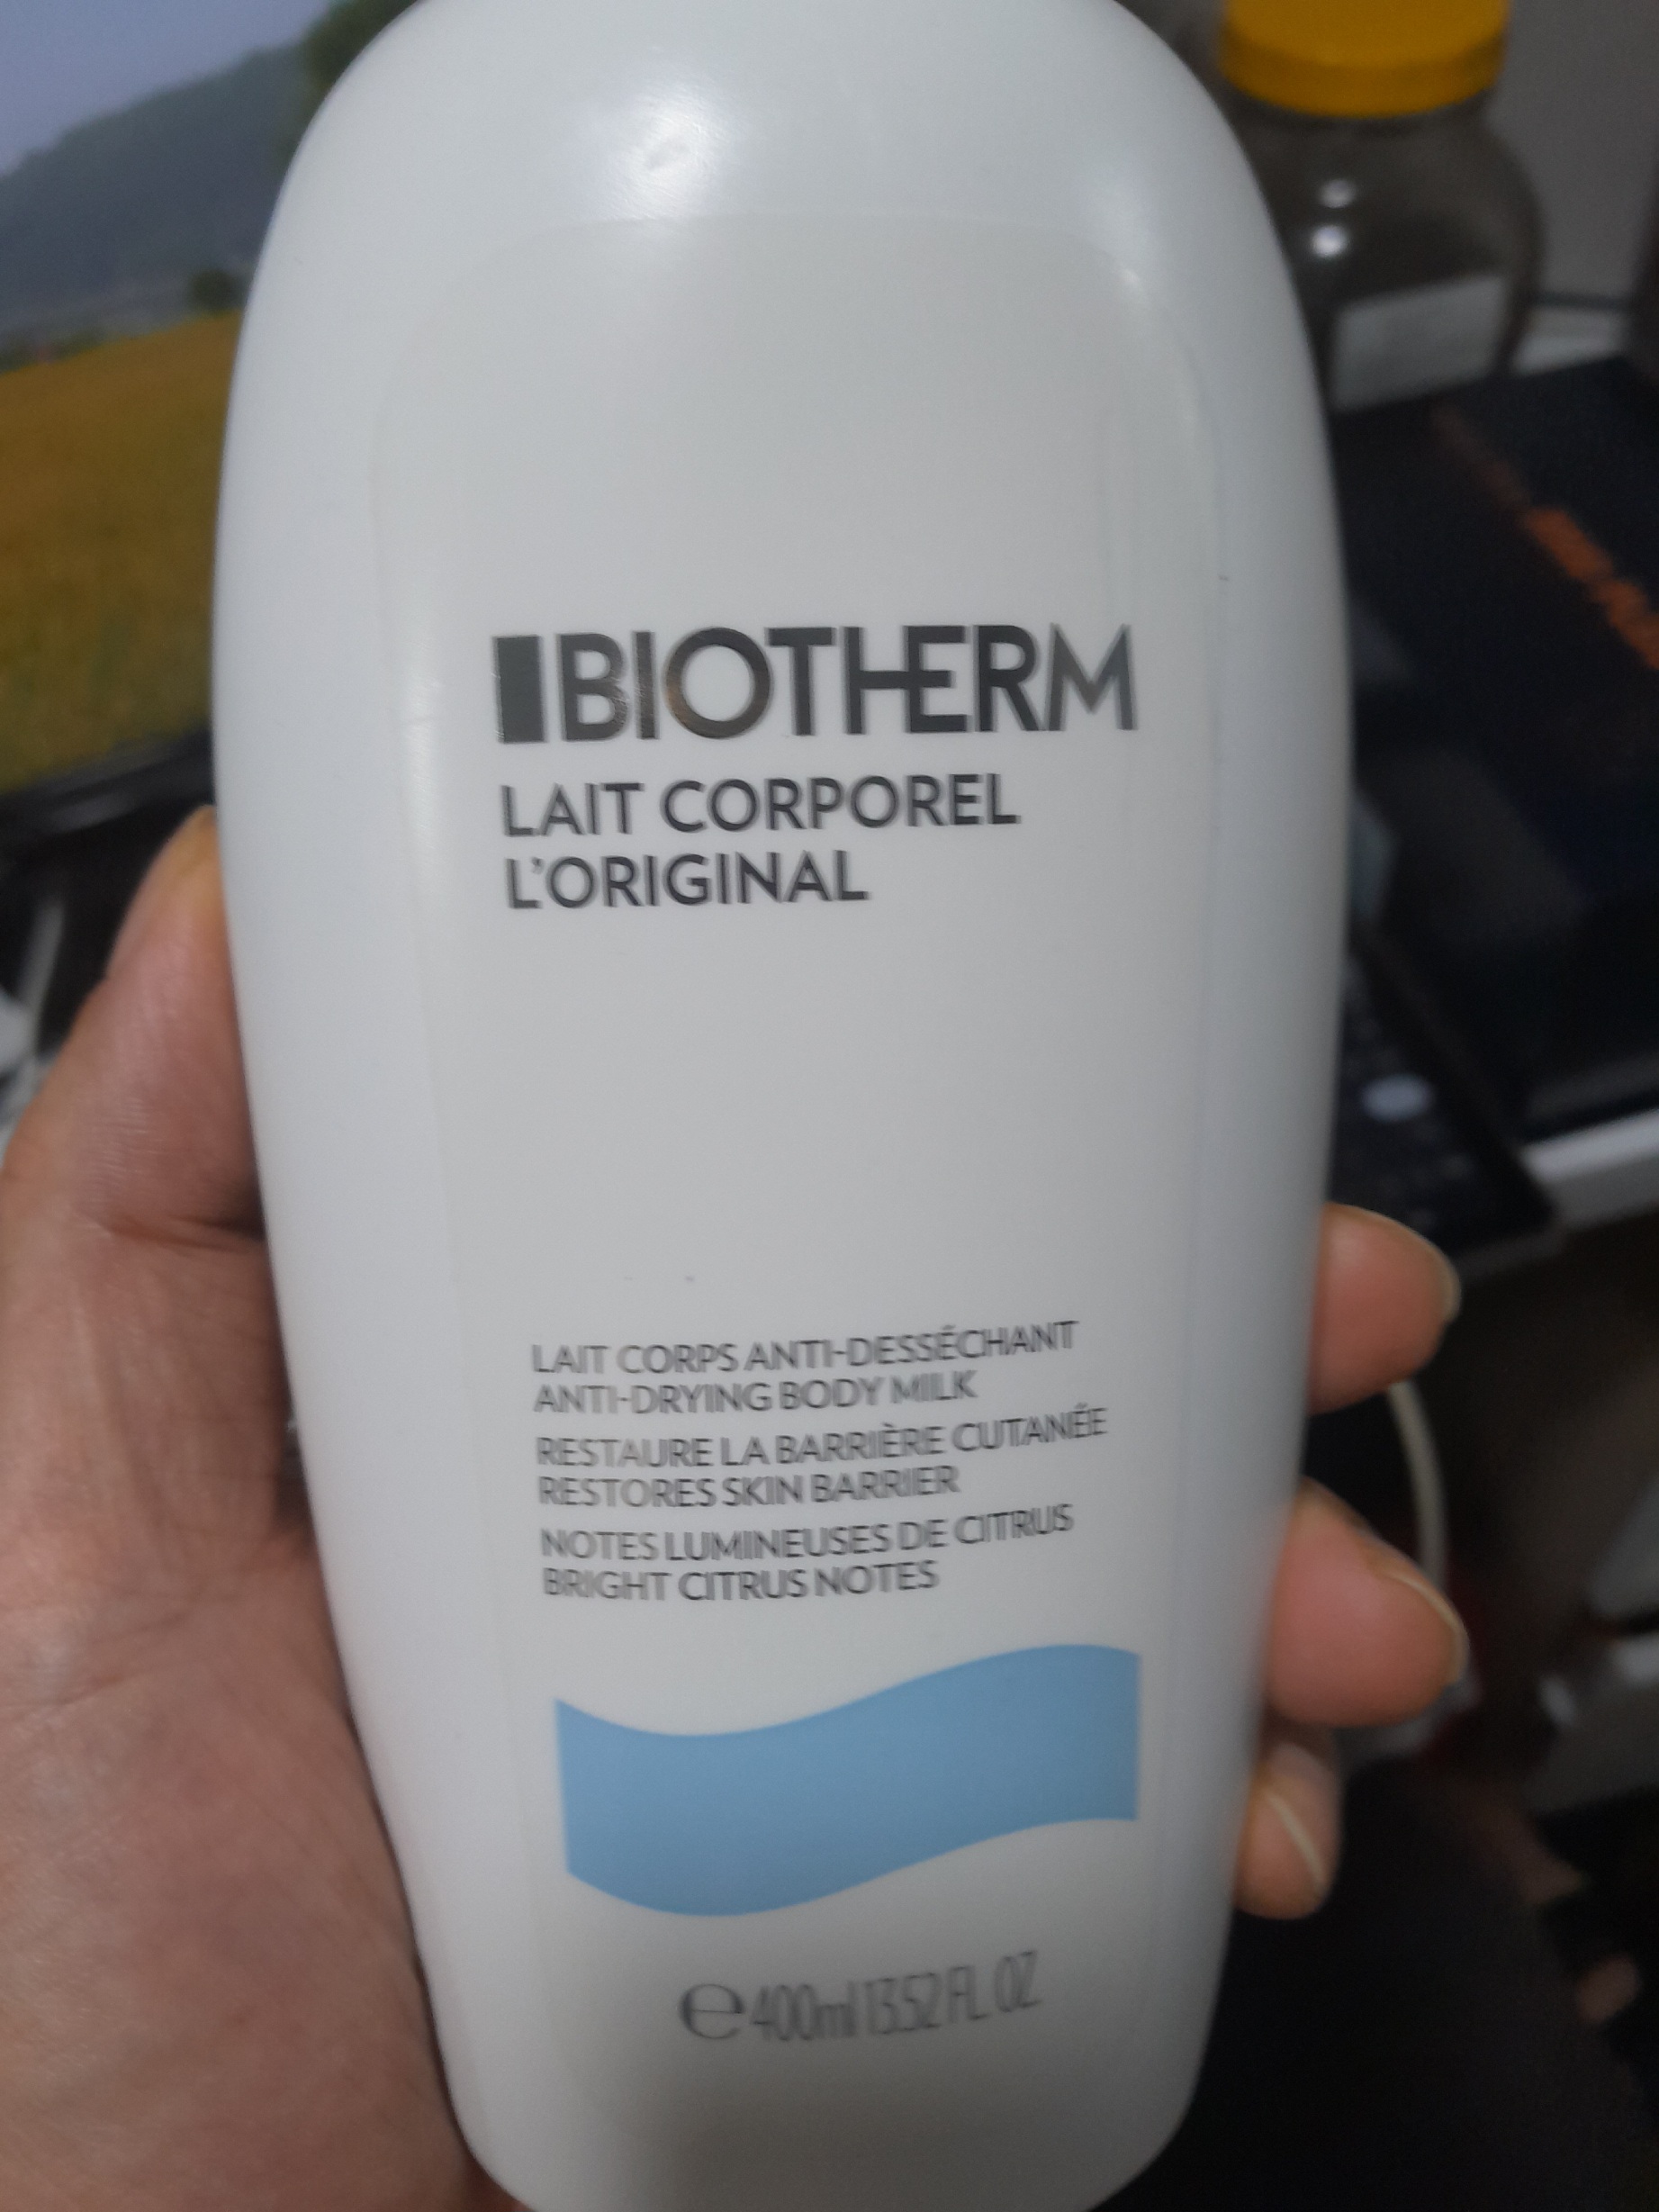 BIOTHERM
LAIT CORPOREL
L'ORIGINAL
LAIT CORPS ANTI-DESSÉCHANT
ANTI-DRYING BODY MILK
RESTAURE LA BARRIÈRE CUTANÉE
RESTORES SKIN BARRIER
NOTES LUMINEUSES DE CITRUS
BRIGHT CITRUS NOTES
℮ 400ml 13.52 FL. OZ